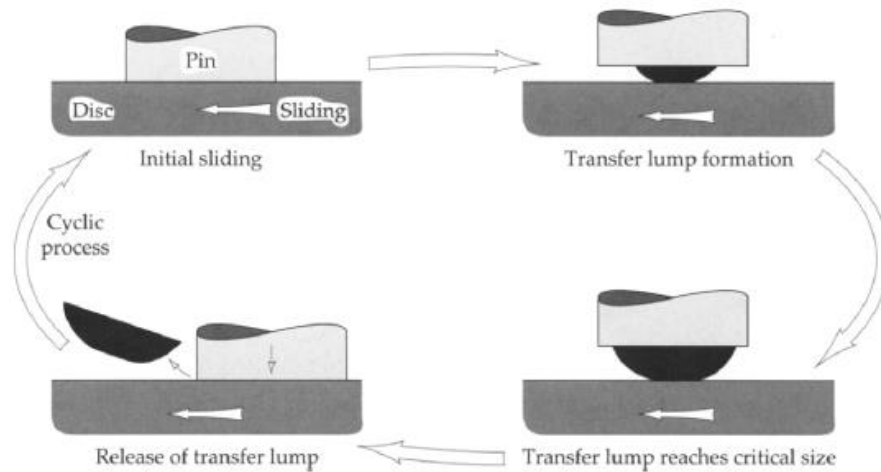 Pin
Disc
Sliding
Initial sliding
Transfer lump formation
Cyclic
process
Release of transfer lump
Transfer lump reaches critical size